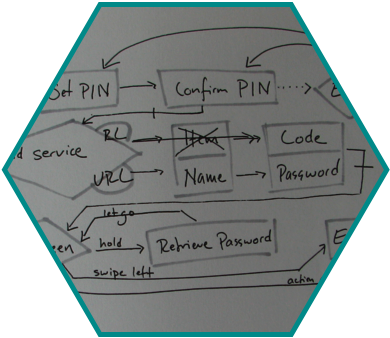 Set PIN
Confirm PIN
E
d service
RL
Item
Code
URL
Name
Password
let go
een
hold
Retrieve Password
E
swipe left
action